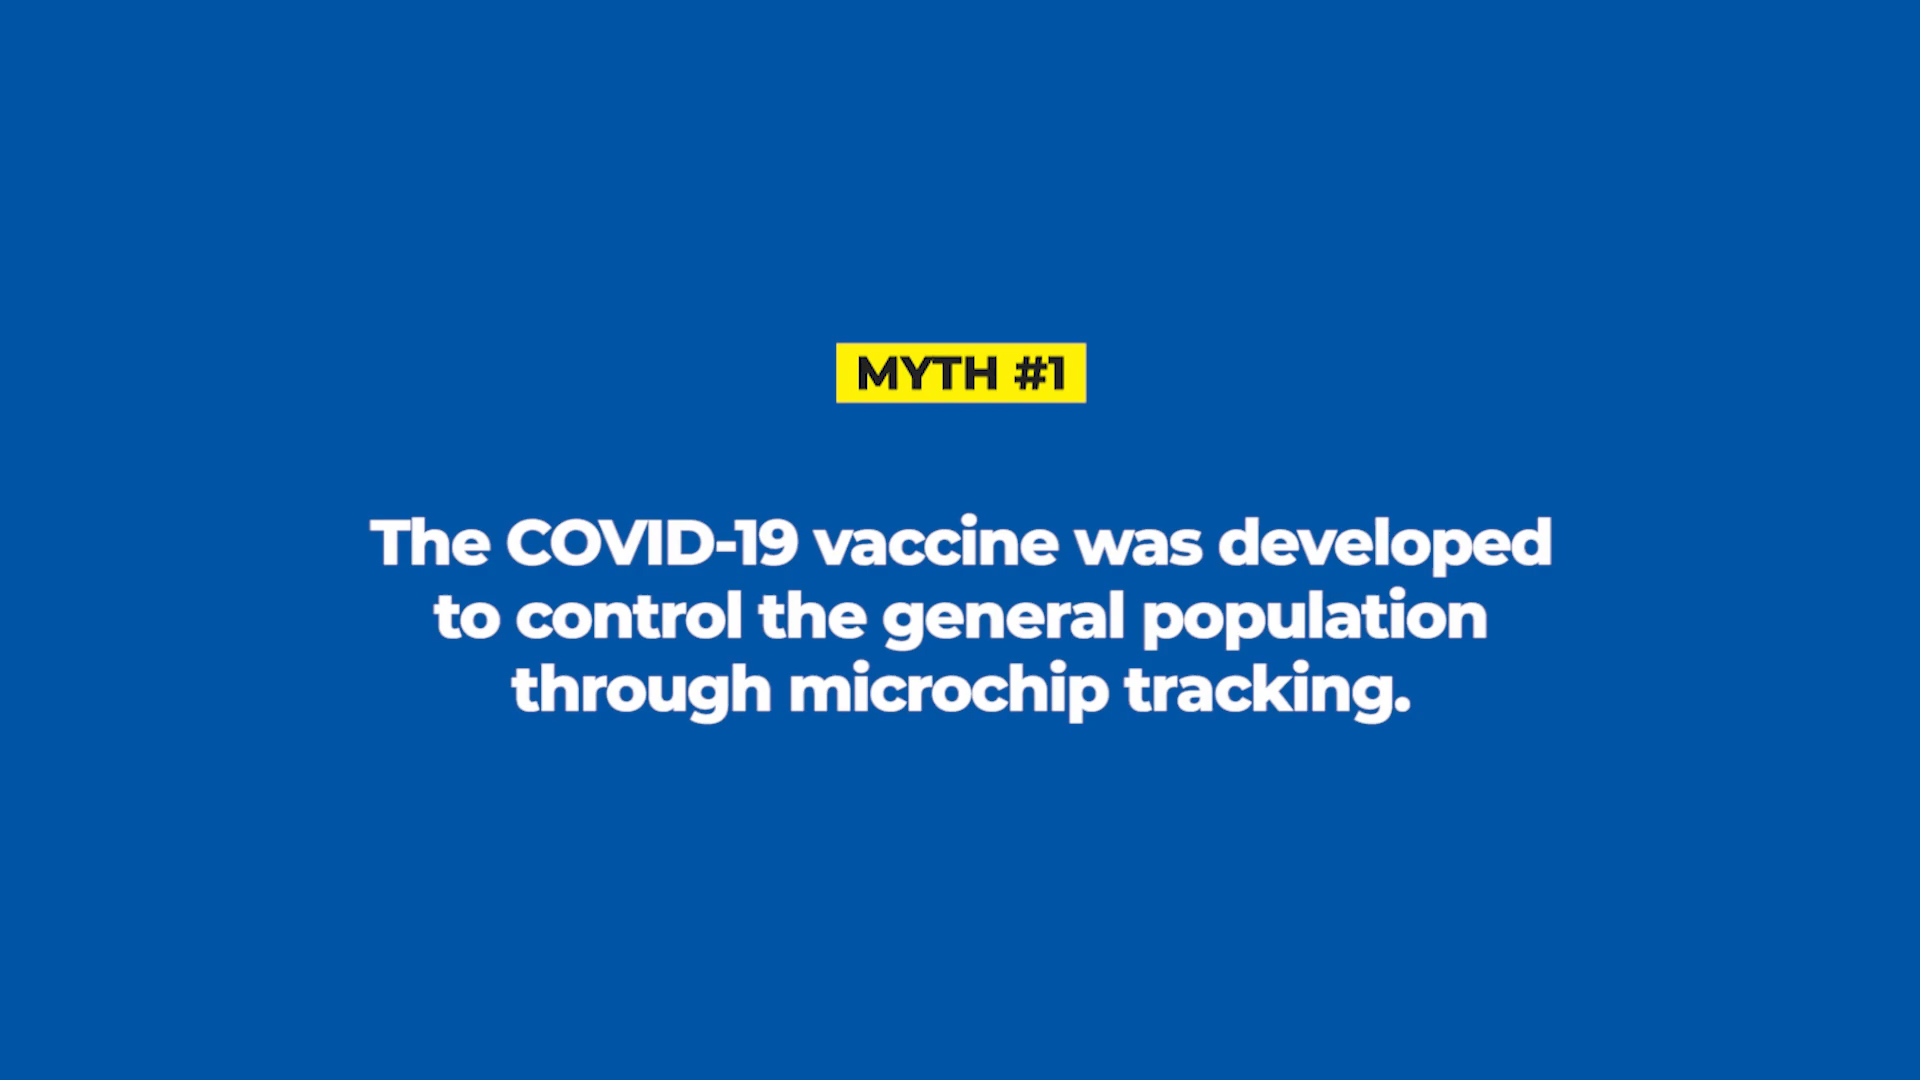 MYTH #1
The COVID-19 vaccine was developed
to control the general population
through microchip tracking.